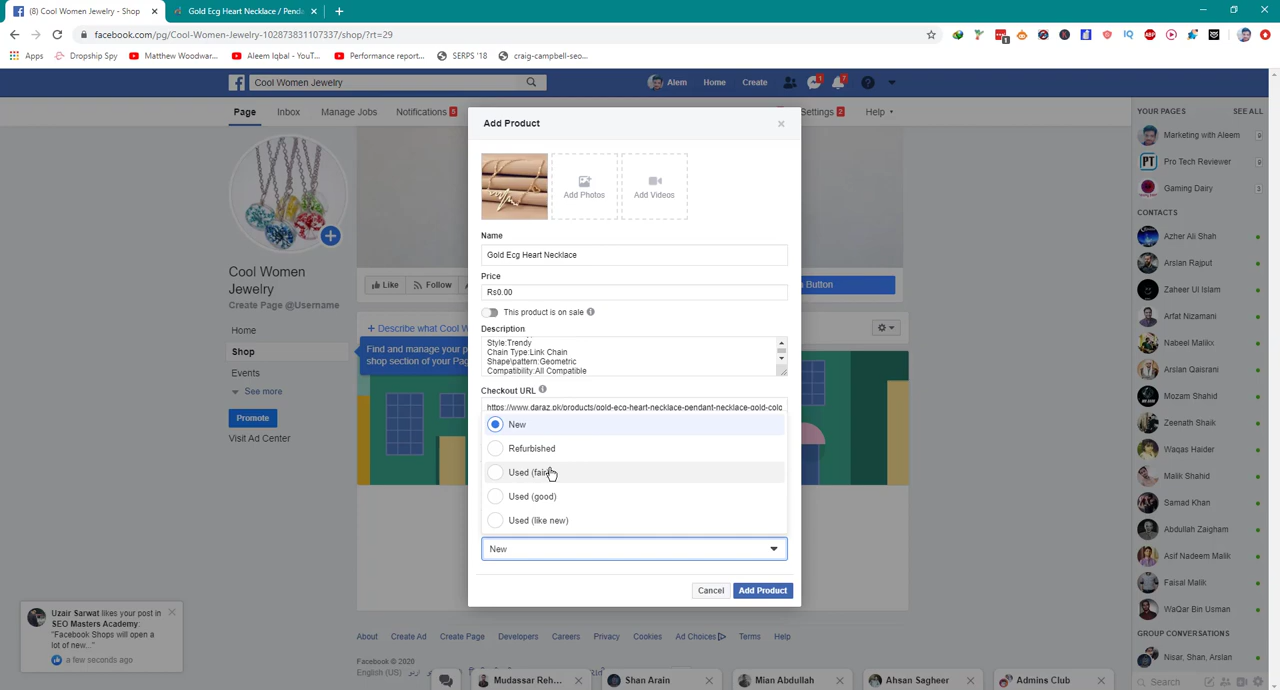 (8) Cool Women Jewelry - Shop
Gold Ecg Heart Necklace / Penda
facebook.com/pg/Cool-Women-Jewelry-102873831107337/shop/?rt=29
Apps
Dropship Spy
Matthew Woodwar...
Aleem Iqbal - YouT...
Performance report...
SERPS '18
craig-campbell-seo...
Cool Women Jewelry
Alem
Home
Create
1
7
Page
Inbox
Manage Jobs
Notifications 5
Settings 2
Help
YOUR PAGES
SEE ALL
Marketing with Aleem 9
Pro Tech Reviewer 9
Gaming Dairy 3
CONTACTS
Azher Ali Shah
Arslan Rajput
Zaheer Ul Islam
Arfat Nizamani
Nabeel Malikx
Arslan Qaisrani
Mozam Shahid
Zeenath Shaik
Waqas Haider
Malik Shahid
Samad Khan
Abdullah Zaigham
Asif Nadeem Malik
Faisal Malik
WaQar Bin Usman
GROUP CONVERSATIONS
Nisar, Shan, Arslan
Search
Cool Women
Jewelry
Create Page @Username
Home
Shop
Events
See more
Promote
Visit Ad Center
Like
Follow
Button
+ Describe what Cool W
Find and manage your p
shop section of your Pag
Add Product
Add Photos
Add Videos
Name
Gold Ecg Heart Necklace
Price
Rs0.00
This product is on sale
Description
Style:Trendy
Chain Type:Link Chain
Shape\pattern:Geometric
Compatibility:All Compatible
Checkout URL
https://www.daraz.pk/products/gold-ecg-heart-necklace-pendant-necklace-gold-colo
New
Refurbished
Used (fair)
Used (good)
Used (like new)
New
Cancel
Add Product
Uzair Sarwat likes your post in
SEO Masters Academy:
"Facebook Shops will open a
lot of new..."
a few seconds ago
About
Create Ad
Create Page
Developers
Careers
Privacy
Cookies
Ad Choices
Terms
Help
Facebook © 2020
English (US)
اردو
Mudassar Reh...
Shan Arain
Mian Abdullah
Ahsan Sagheer
Admins Club